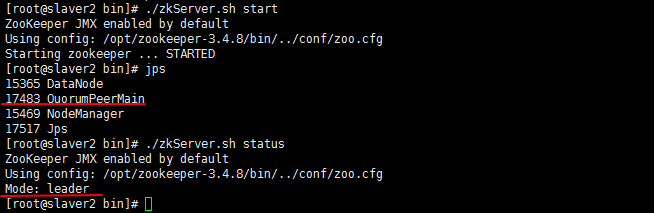 [root@slaver2 bin]# ./zkServer.sh start
ZooKeeper JMX enabled by default
Using config: /opt/zookeeper-3.4.8/bin/../conf/zoo.cfg
Starting zookeeper ... STARTED
[root@slaver2 bin]# jps
15365 DataNode
17483 QuorumPeerMain
15469 NodeManager
17517 Jps
[root@slaver2 bin]# ./zkServer.sh status
ZooKeeper JMX enabled by default
Using config: /opt/zookeeper-3.4.8/bin/../conf/zoo.cfg
Mode: leader
[root@slaver2 bin]#